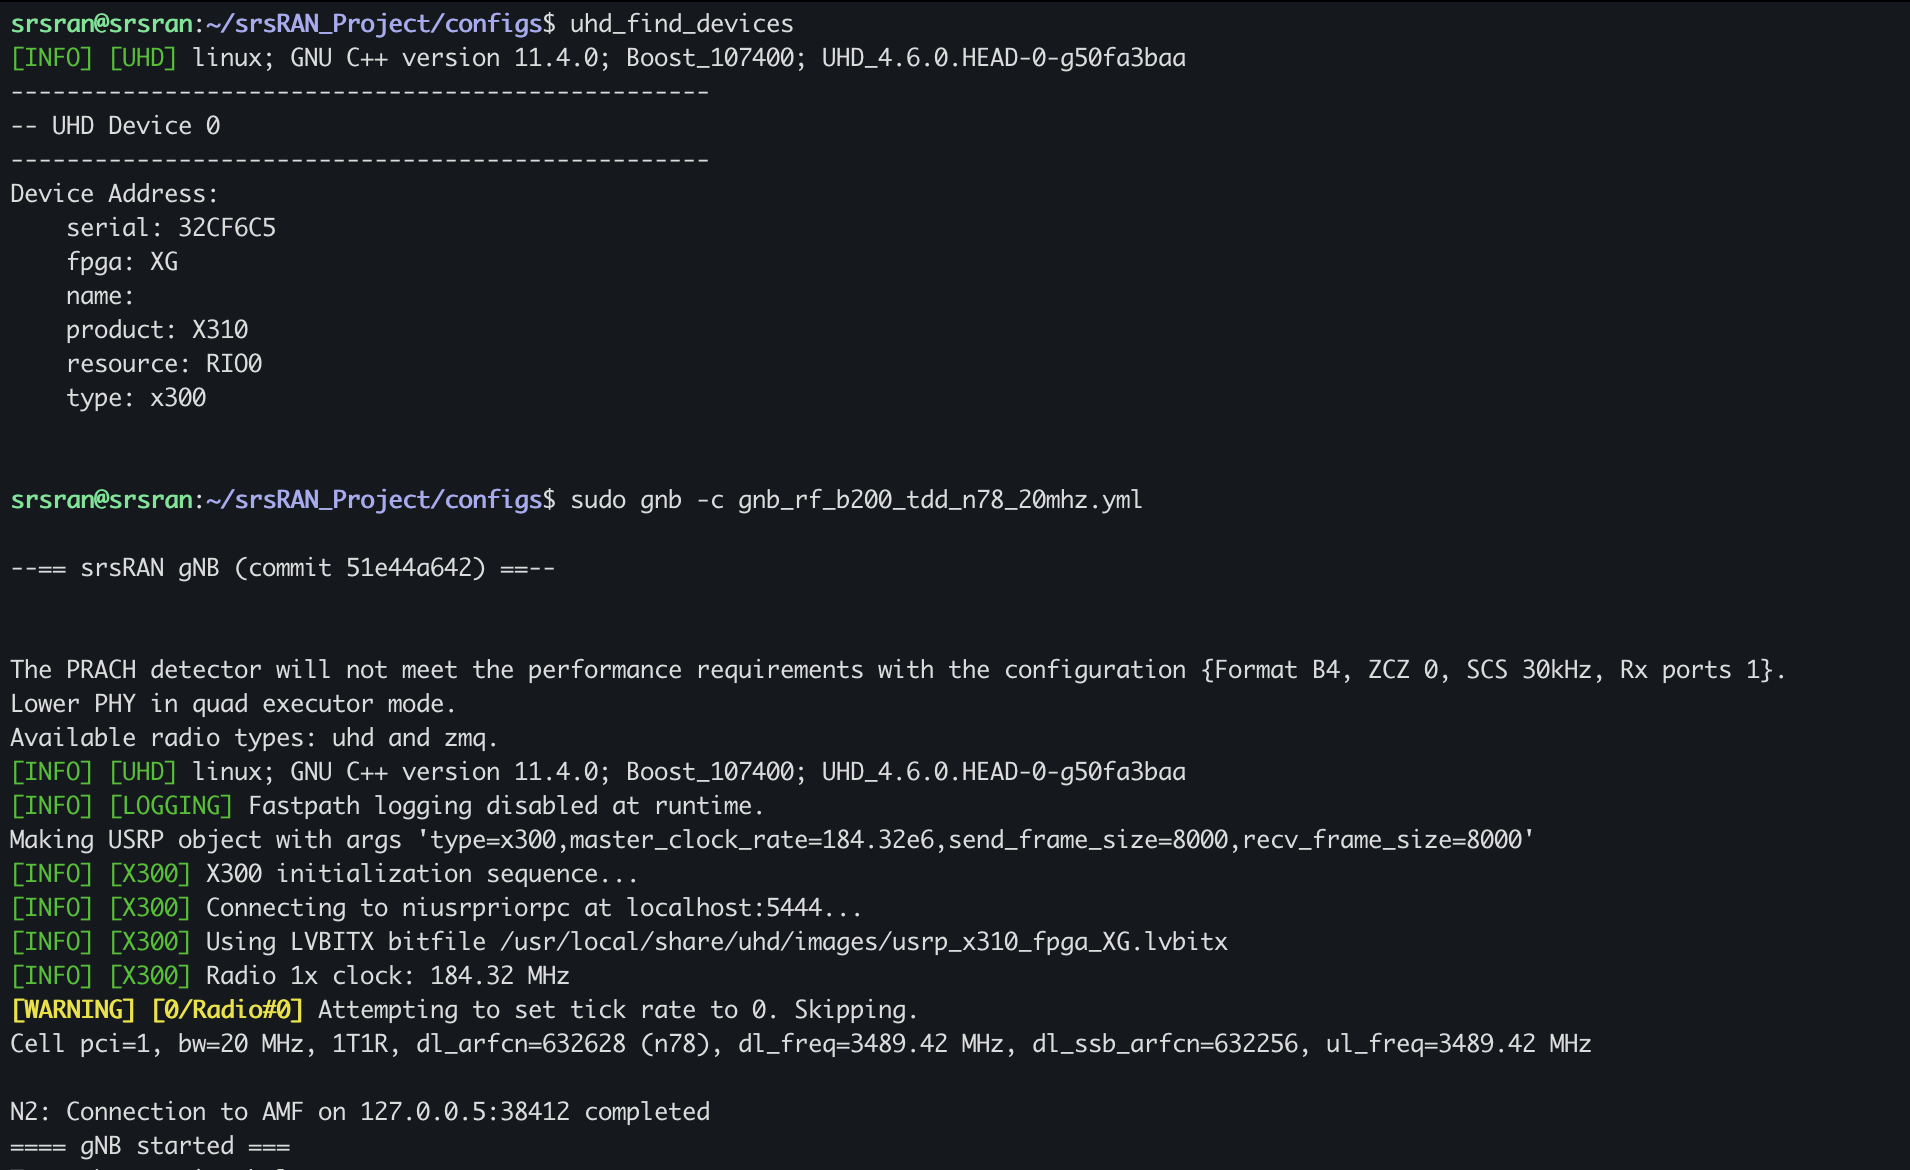 srsran@srsran:~/srsRAN_Project/configs$ uhd_find_devices
[INFO] [UHD] linux; GNU C++ version 11.4.0; Boost_107400; UHD_4.6.0.HEAD-0-g50fa3baa
--------------------------------------------------
-- UHD Device 0
--------------------------------------------------
Device Address:
    serial: 32CF6C5
    fpga: XG
    name:
    product: X310
    resource: RIO0
    type: x300
srsran@srsran:~/srsRAN_Project/configs$ sudo gnb -c gnb_rf_b200_tdd_n78_20mhz.yml
--== srsRAN gNB (commit 51e44a642) ==--
The PRACH detector will not meet the performance requirements with the configuration {Format B4, ZCZ 0, SCS 30kHz, Rx ports 1}.
Lower PHY in quad executor mode.
Available radio types: uhd and zmq.
[INFO] [UHD] linux; GNU C++ version 11.4.0; Boost_107400; UHD_4.6.0.HEAD-0-g50fa3baa
[INFO] [LOGGING] Fastpath logging disabled at runtime.
Making USRP object with args 'type=x300,master_clock_rate=184.32e6,send_frame_size=8000,recv_frame_size=8000'
[INFO] [X300] X300 initialization sequence...
[INFO] [X300] Connecting to niusrpriorpc at localhost:5444...
[INFO] [X300] Using LVBITX bitfile /usr/local/share/uhd/images/usrp_x310_fpga_XG.lvbitx
[INFO] [X300] Radio 1x clock: 184.32 MHz
[WARNING] [0/Radio#0] Attempting to set tick rate to 0. Skipping.
Cell pci=1, bw=20 MHz, 1T1R, dl_arfcn=632628 (n78), dl_freq=3489.42 MHz, dl_ssb_arfcn=632256, ul_freq=3489.42 MHz
N2: Connection to AMF on 127.0.0.5:38412 completed
==== gNB started ===